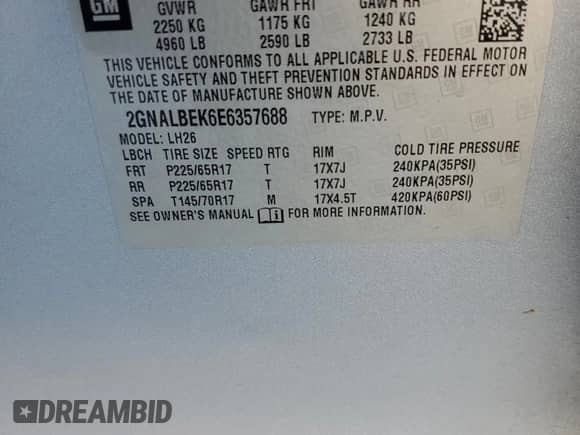 GM GVWR GAWR FRT GAWR RR
2250 KG 1175 KG 1240 KG
4960 LB 2590 LB 2733 LB
THIS VEHICLE CONFORMS TO ALL APPLICABLE U.S. FEDERAL MOTOR
VEHICLE SAFETY AND THEFT PREVENTION STANDARDS IN EFFECT ON
THE DATE OF MANUFACTURE SHOWN ABOVE.
2GNALBEK6E6357688 TYPE: M.P.V.
MODEL: LH26
LBCH TIRE SIZE SPEED RTG RIM COLD TIRE PRESSURE
FRT P225/65R17 T 17X7J 240KPA(35PSI)
RR P225/65R17 T 17X7J 240KPA(35PSI)
SPA T145/70R17 M 17X4.5T 420KPA(60PSI)
SEE OWNER'S MANUAL i FOR MORE INFORMATION.
DREAMBID